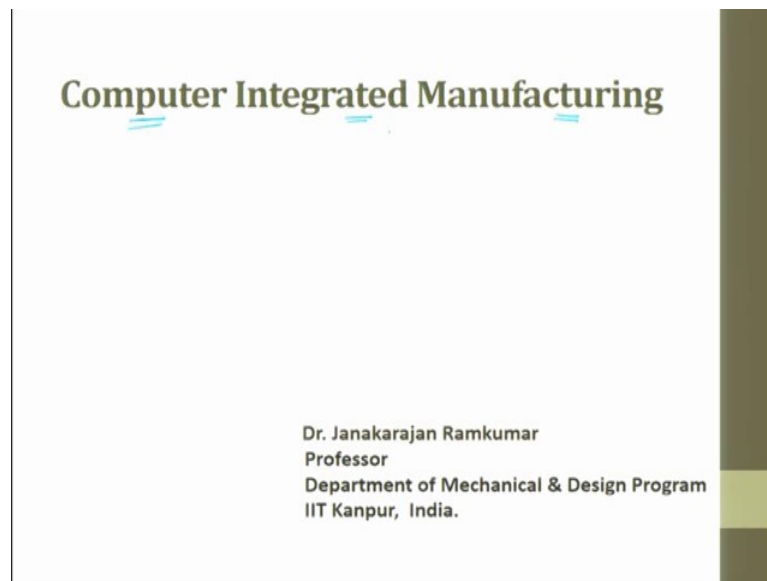 Computer Integrated Manufacturing
Dr. Janakarajan Ramkumar
Professor
Department of Mechanical & Design Program
IIT Kanpur, India.